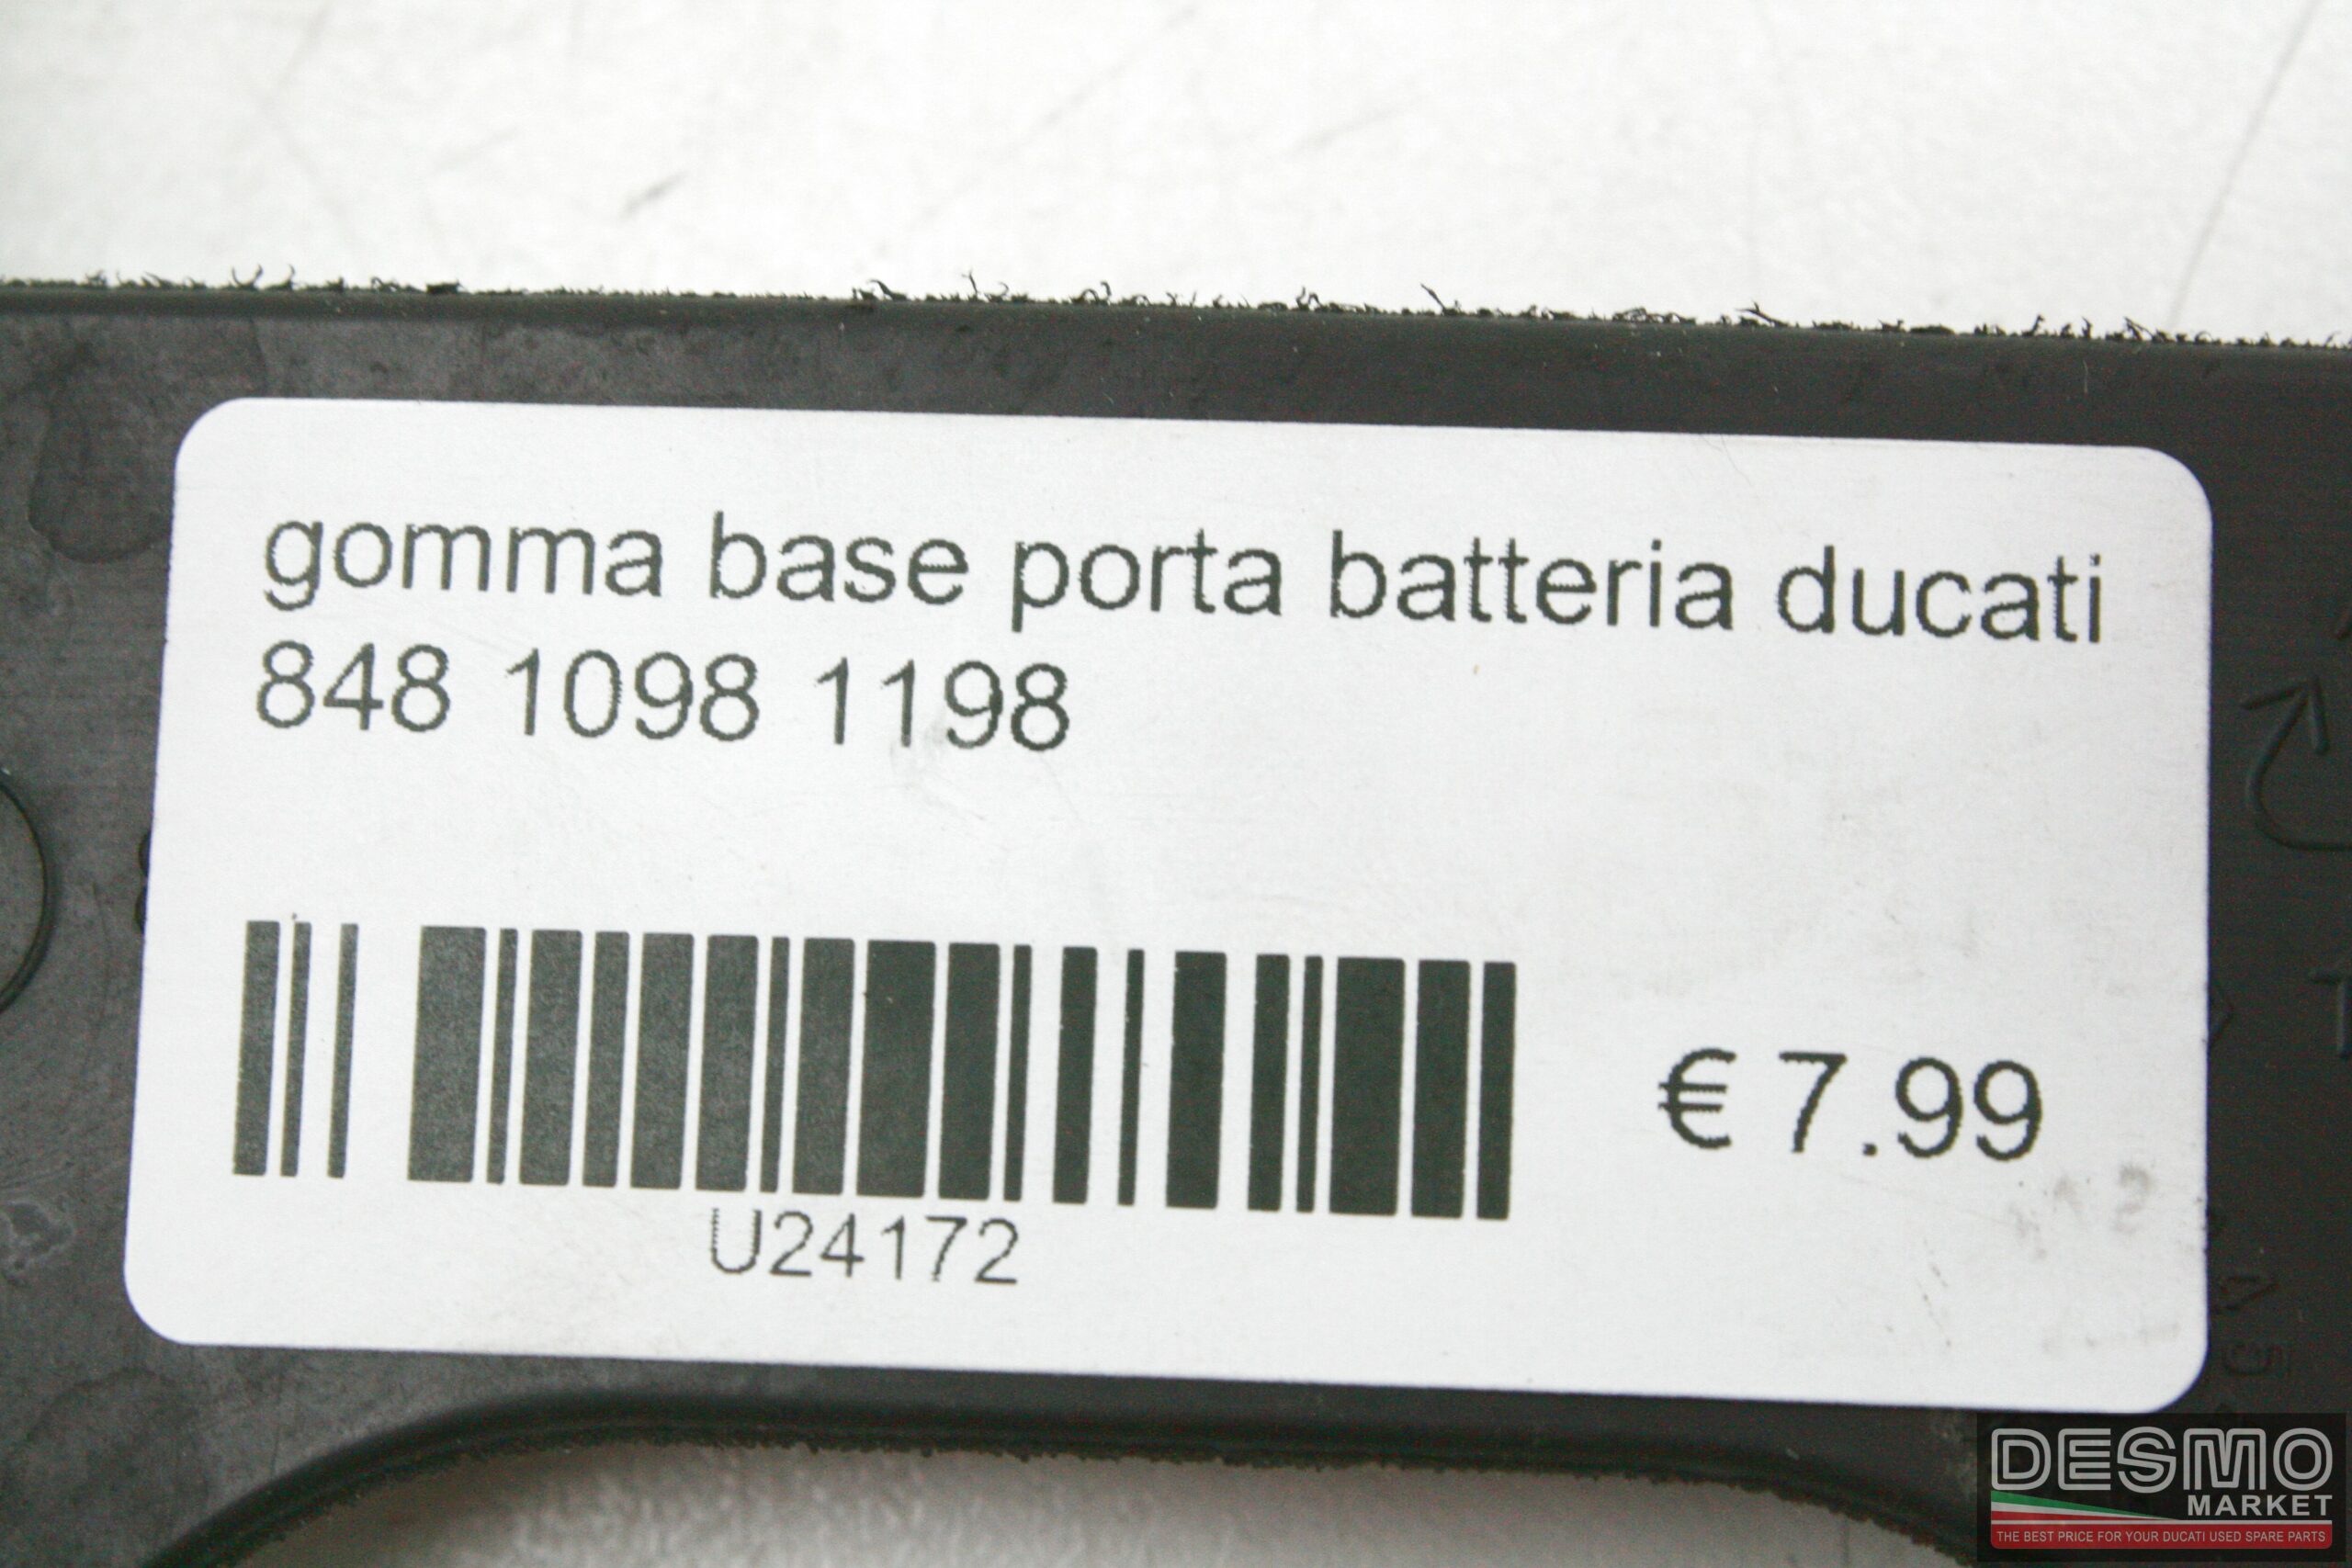 gomma base porta batteria ducati
848 1098 1198
€ 7.99
U24172
DESMO
MARKET
THE BEST PRICE FOR YOUR DUCATI USED SPARE PARTS